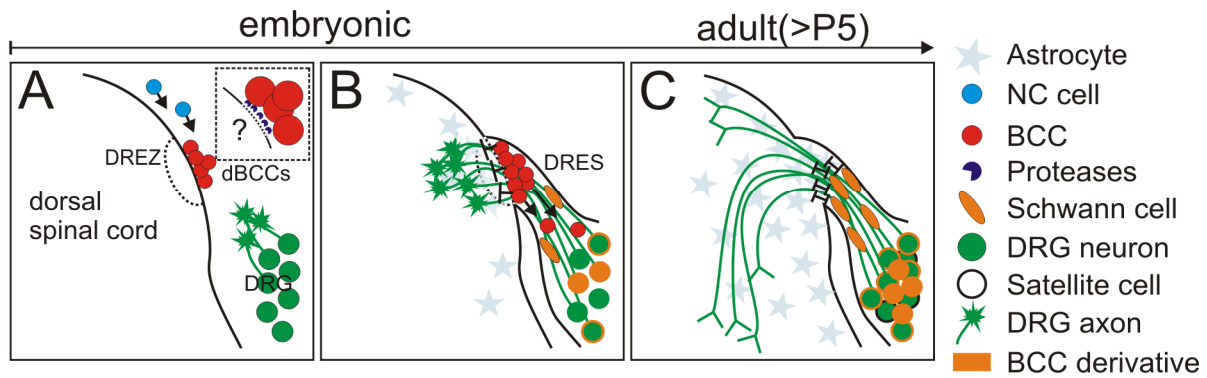 embryonic
adult(>P5)
A
DREZ
?
dBCCs
dorsal
spinal cord
DRG
B
DRES
C
Astrocyte
NC cell
BCC
Proteases
Schwann cell
DRG neuron
Satellite cell
DRG axon
BCC derivative